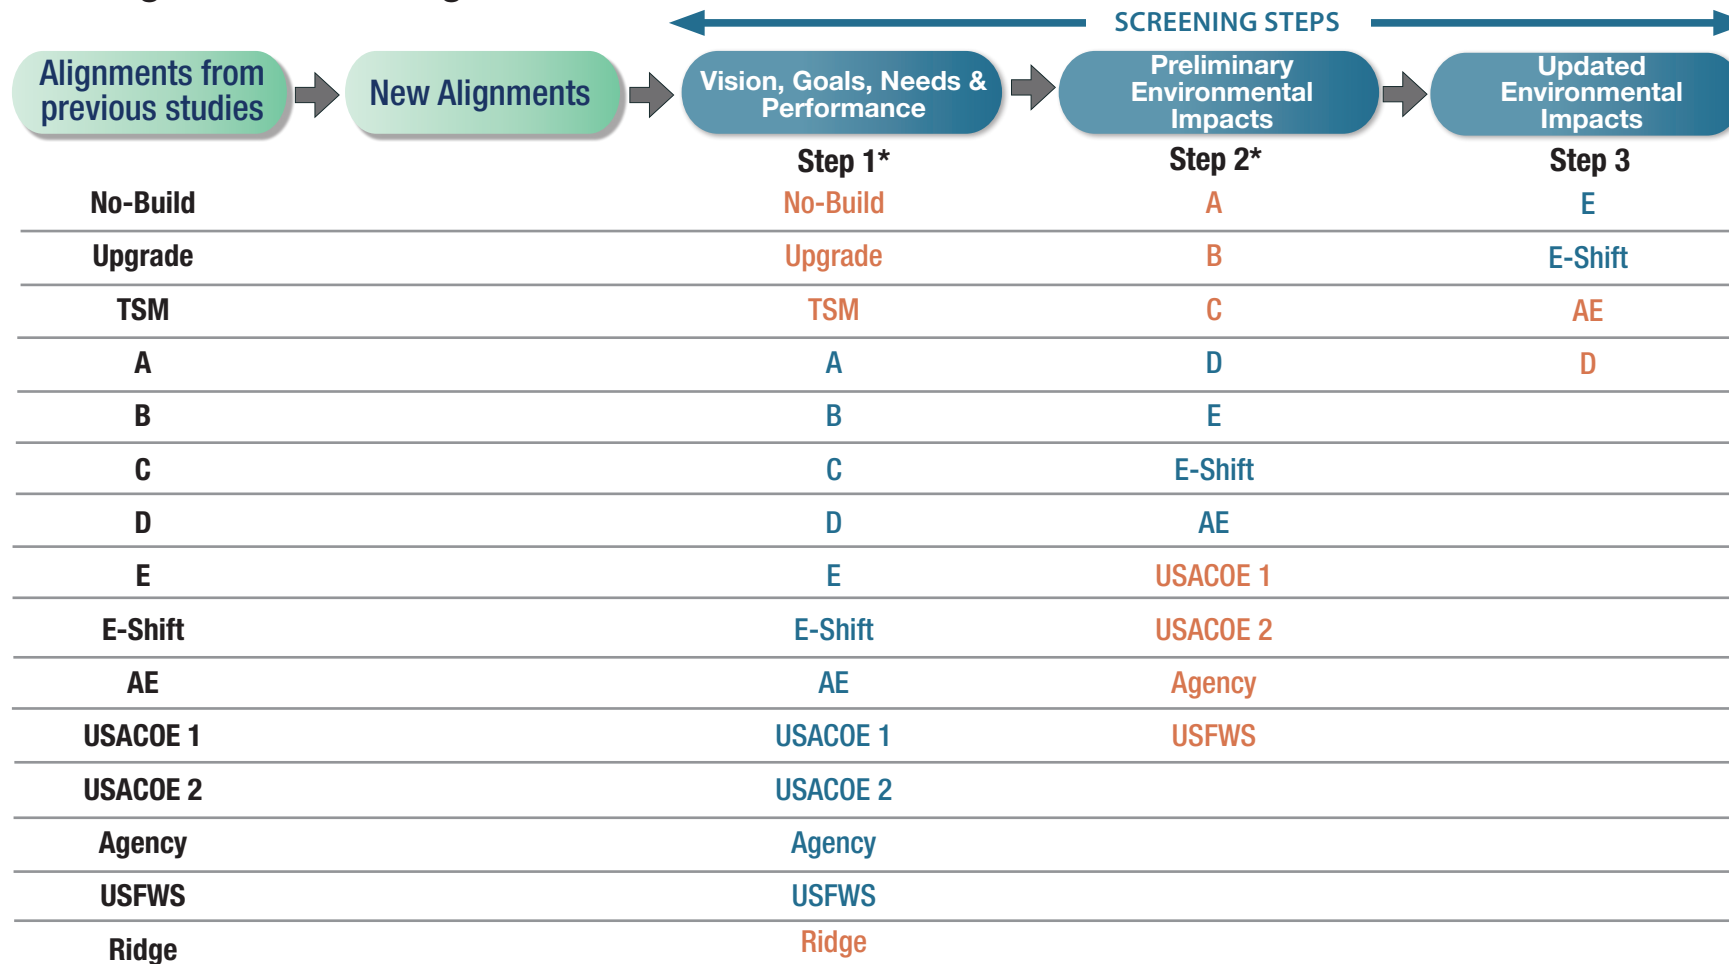 SCREENING STEPS
Alignments from
previous studies
New Alignments
Vision, Goals, Needs &
Performance
Preliminary
Environmental
Impacts
Updated
Environmental
Impacts
Step 1* Step 2* Step 3
No-Build No-Build A E
Upgrade Upgrade B E-Shift
TSM TSM C AE
A A D D
B B E
C C E-Shift
D D AE
E E USACOE 1
E-Shift E-Shift USACOE 2
AE AE Agency
USACOE 1 USACOE 1 USFWS
USACOE 2 USACOE 2
Agency Agency
USFWS USFWS
Ridge Ridge